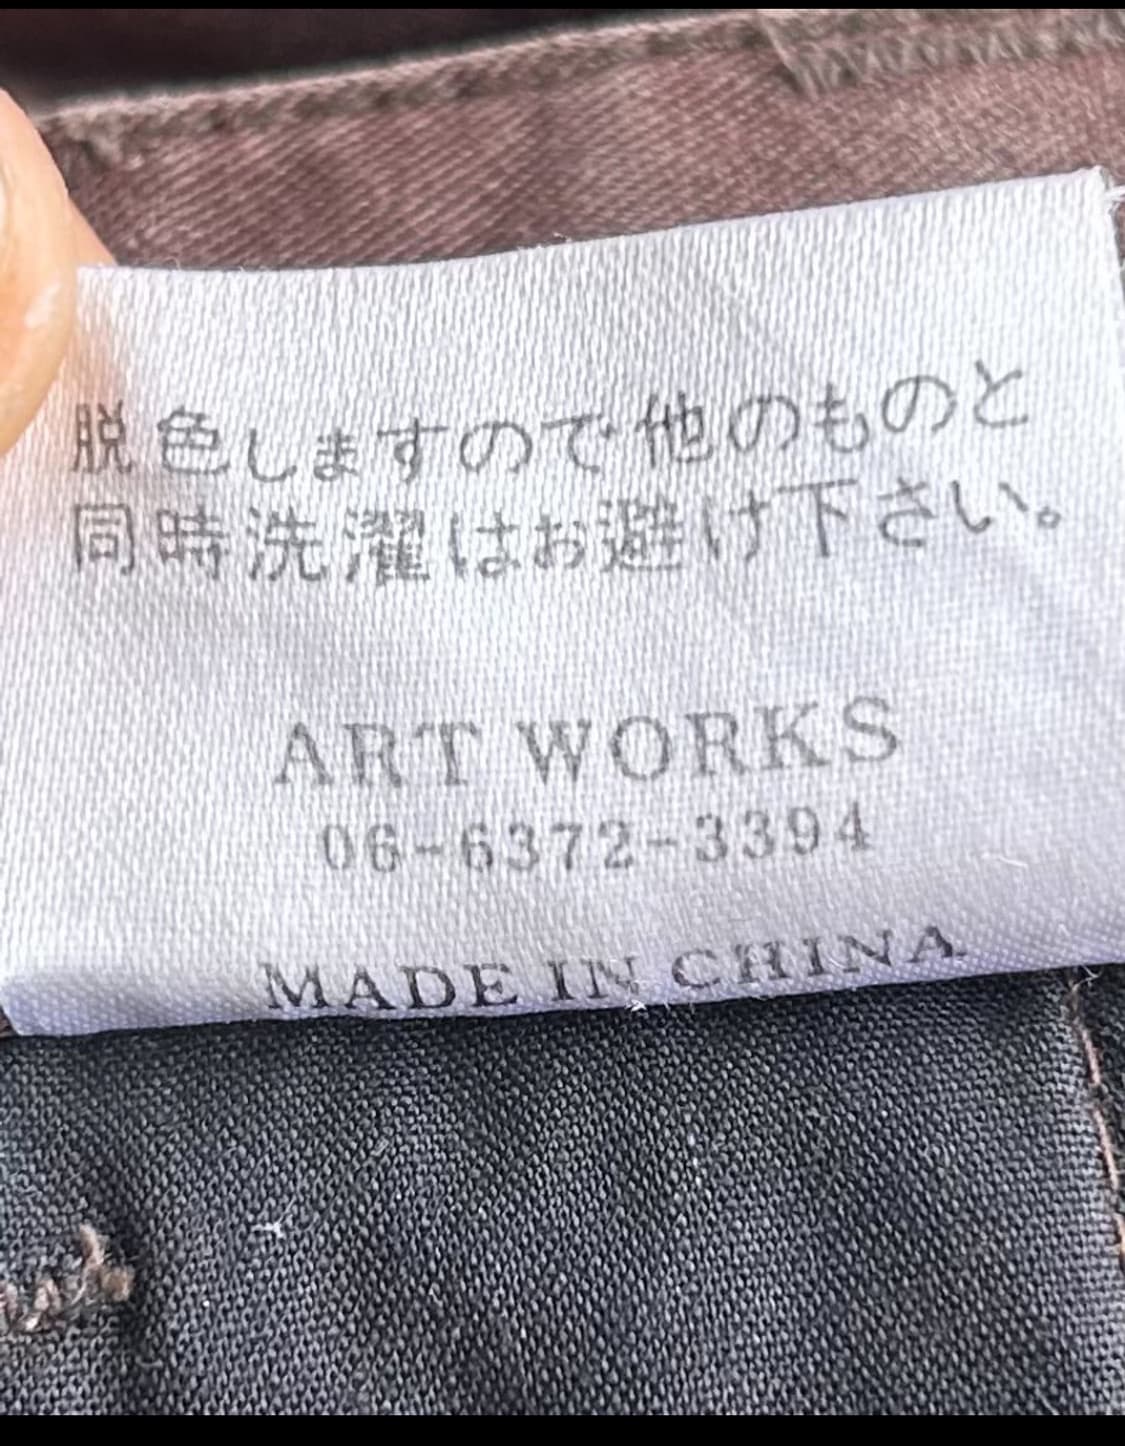 脱色しますので他のものと
同時洗濯はお避け下さい。
ART WORKS
06-6372-3394
MADE IN CHINA